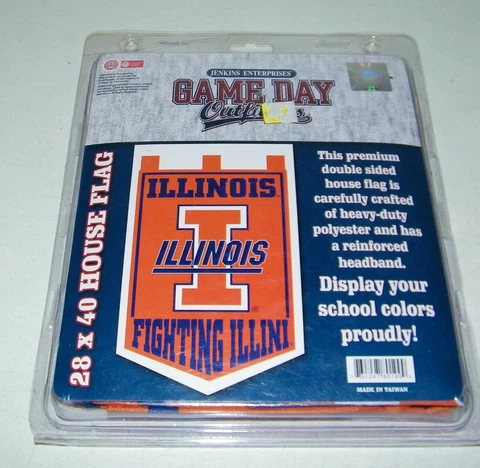 JENKINS ENTERPRISES®
GAME DAY
Outfitters
28 X 40 HOUSE FLAG
ILLINOIS
ILLINOIS
I
®
FIGHTING ILLINI
This premium
double sided
house flag is
carefully crafted
of heavy-duty
polyester and has
a reinforced
headband.
Display your
school colors
proudly!
MADE IN TAIWAN